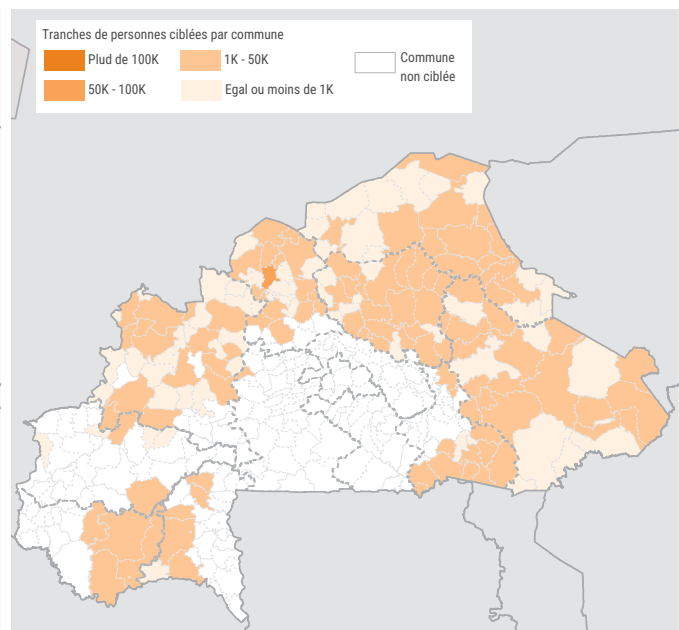 Tranches de personnes ciblées par commune
Plud de 100K
1K - 50K
Commune
non ciblée
50K - 100K
Egal ou moins de 1K